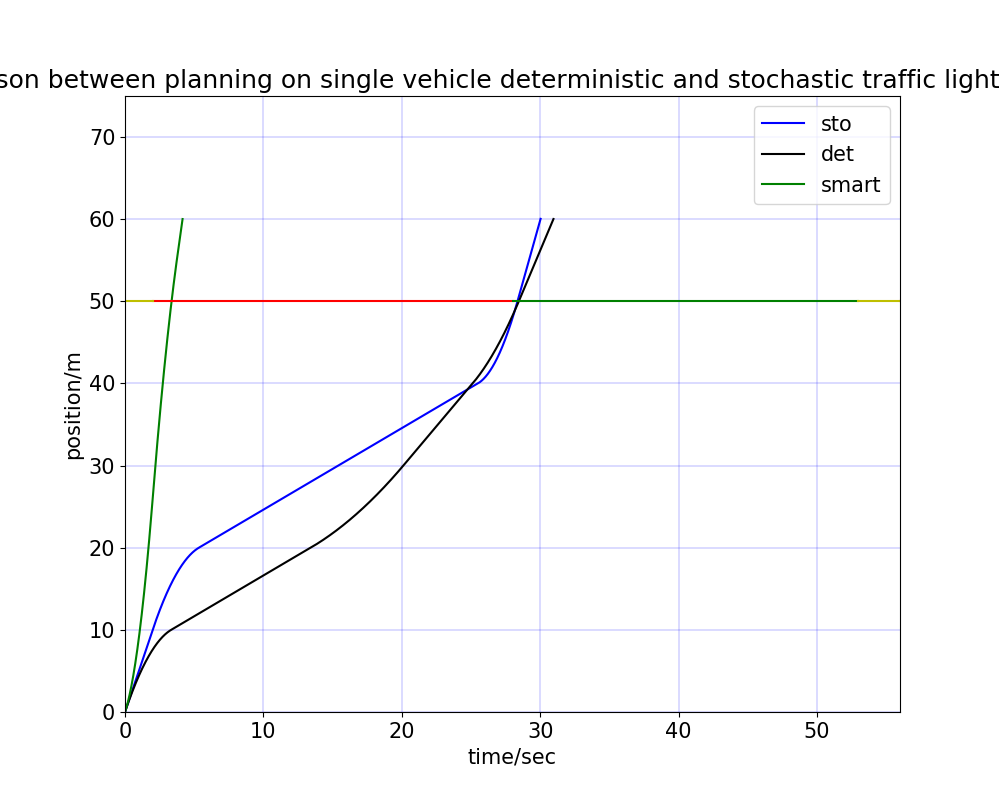 son between planning on single vehicle deterministic and stochastic traffic light
sto
det
smart
70
60
50
40
30
20
10
0
position/m
0 10 20 30 40 50
time/sec